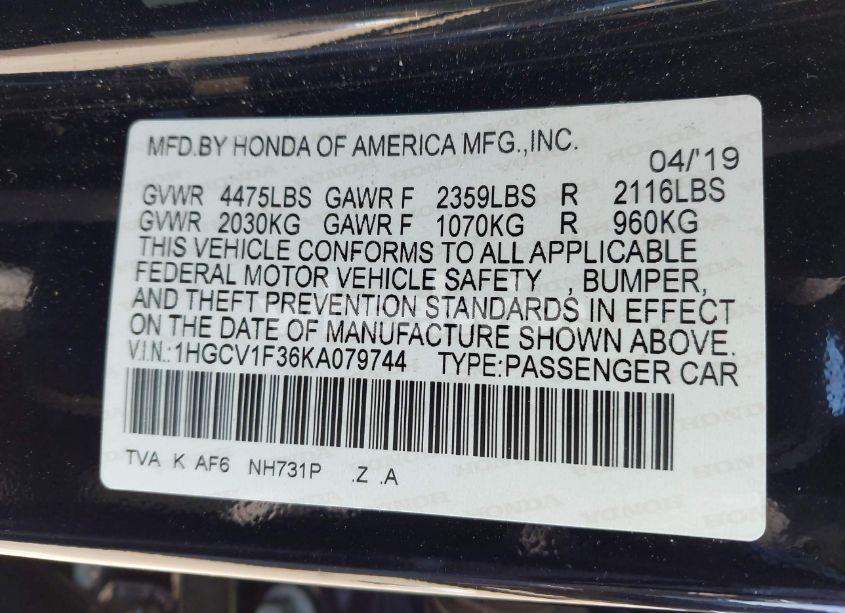 MFD.BY HONDA OF AMERICA MFG.,INC.
04/'19
GVWR 4475LBS GAWR F 2359LBS R 2116LBS
GVWR 2030KG GAWR F 1070KG R 960KG
THIS VEHICLE CONFORMS TO ALL APPLICABLE
FEDERAL MOTOR VEHICLE SAFETY , BUMPER,
AND THEFT PREVENTION STANDARDS IN EFFECT
ON THE DATE OF MANUFACTURE SHOWN ABOVE.
V.I.N.:1HGCV1F36KA079744 TYPE:PASSENGER CAR
TVA K AF6 NH731P .Z .A